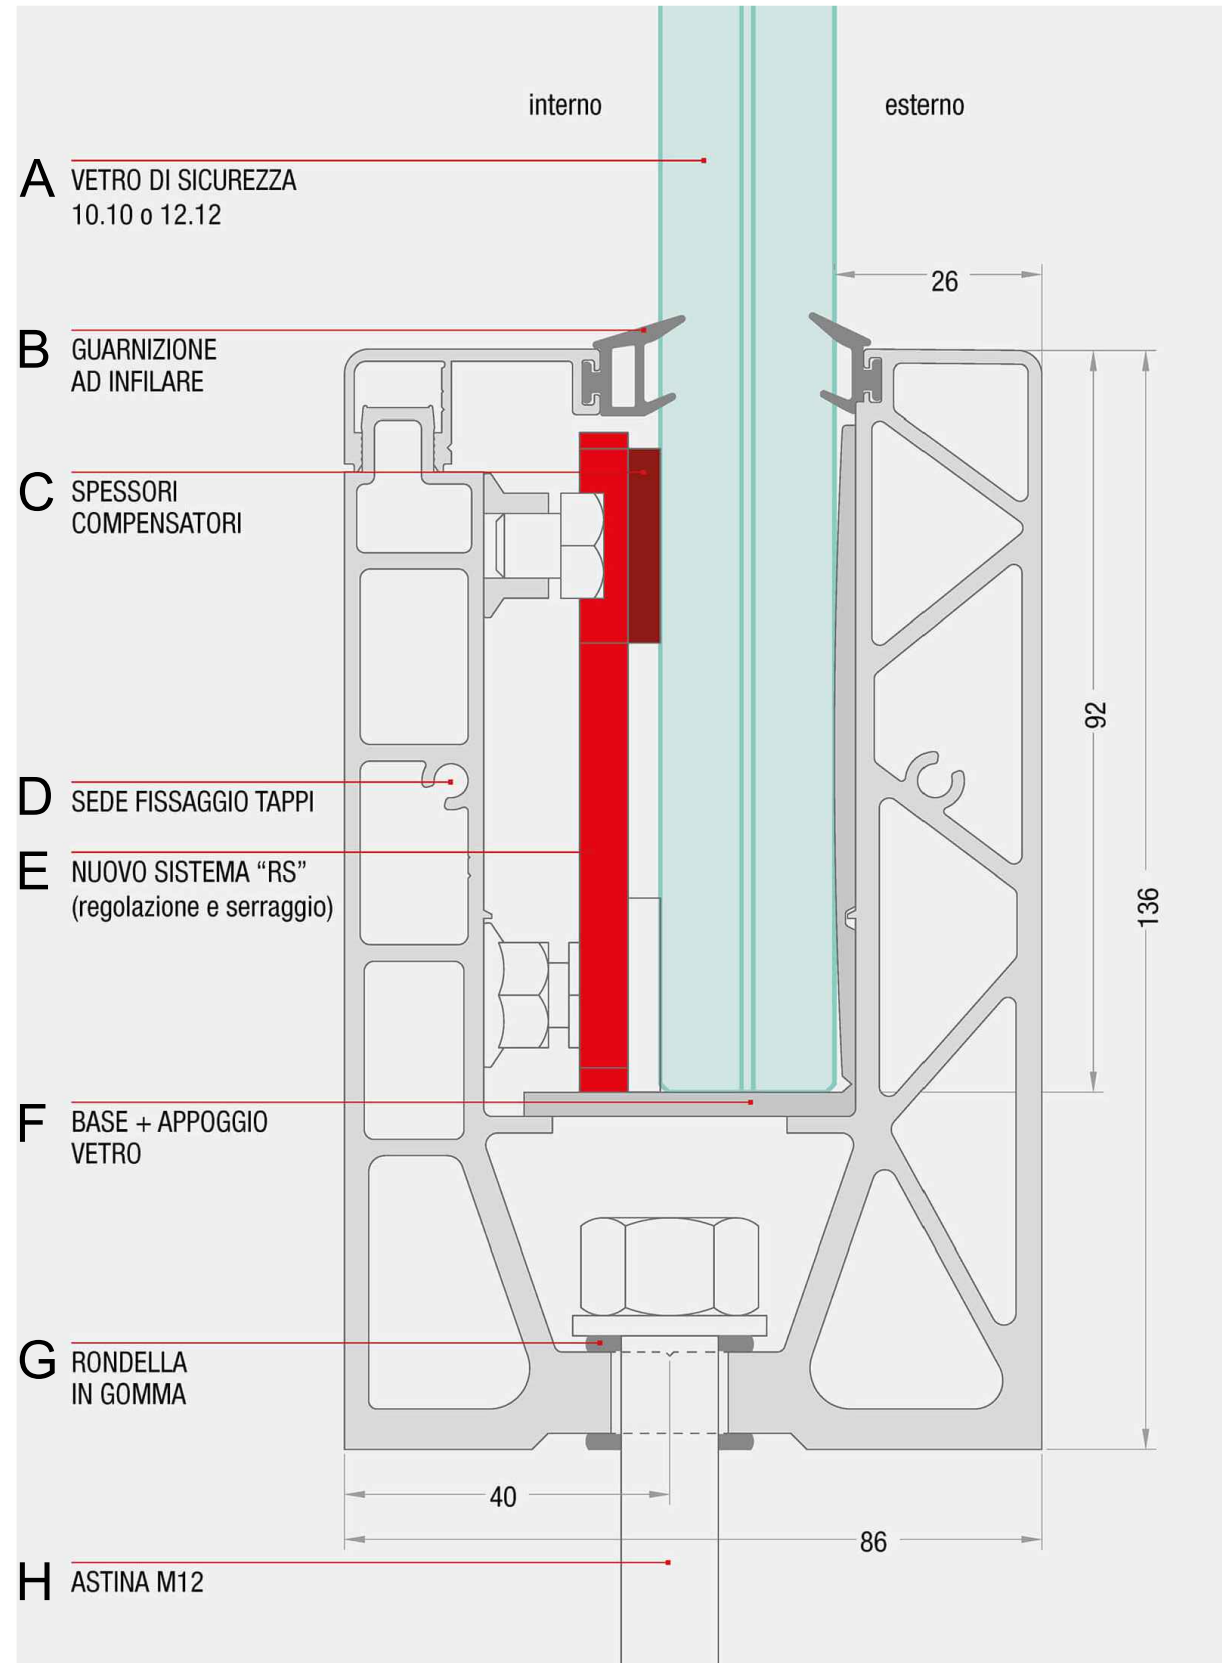 interno
esterno
A
VETRO DI SICUREZZA
10.10 o 12.12
26
B
GUARNIZIONE
AD INFILARE
C
SPESSORI
COMPENSATORI
92
D
SEDE FISSAGGIO TAPPI
E
NUOVO SISTEMA “RS”
(regolazione e serraggio)
136
F
BASE + APPOGGIO
VETRO
G
RONDELLA
IN GOMMA
40
86
H
ASTINA M12